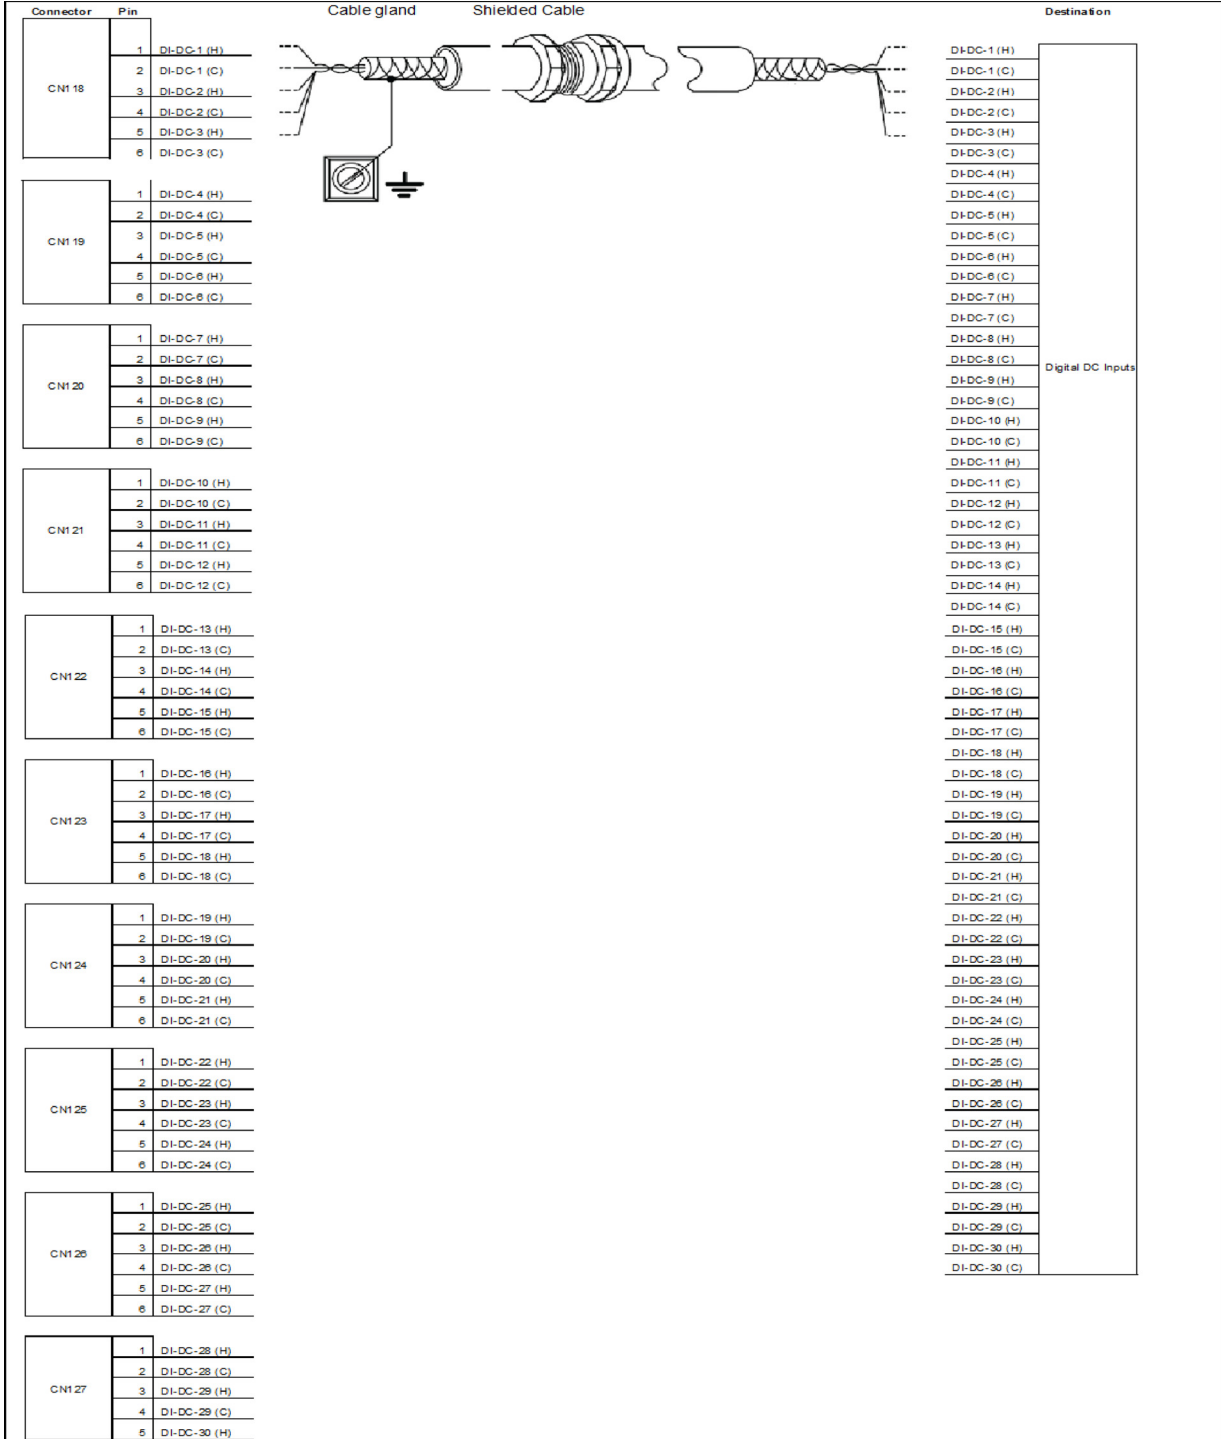 Connector Pin Cable gland Shielded Cable Destination
1 DI-DC-1 (H) DI-DC-1 (H)
2 DI-DC-1 (C) DI-DC-1 (C)
CN118 3 DI-DC-2 (H) DI-DC-2 (H)
4 DI-DC-2 (C) DI-DC-2 (C)
5 DI-DC-3 (H) DI-DC-3 (H)
6 DI-DC-3 (C) DI-DC-3 (C)
DI-DC-4 (H)
1 DI-DC-4 (H) DI-DC-4 (C)
2 DI-DC-4 (C) DI-DC-5 (H)
CN119 3 DI-DC-5 (H) DI-DC-5 (C)
4 DI-DC-5 (C) DI-DC-6 (H)
5 DI-DC-6 (H) DI-DC-6 (C)
6 DI-DC-6 (C) DI-DC-7 (H)
DI-DC-7 (C)
1 DI-DC-7 (H) DI-DC-8 (H)
2 DI-DC-7 (C) DI-DC-8 (C)
Digital DC Inputs
CN120 3 DI-DC-8 (H) DI-DC-9 (H)
4 DI-DC-8 (C) DI-DC-9 (C)
5 DI-DC-9 (H) DI-DC-10 (H)
6 DI-DC-9 (C) DI-DC-10 (C)
DI-DC-11 (H)
1 DI-DC-10 (H) DI-DC-11 (C)
2 DI-DC-10 (C) DI-DC-12 (H)
CN121 3 DI-DC-11 (H) DI-DC-12 (C)
4 DI-DC-11 (C) DI-DC-13 (H)
5 DI-DC-12 (H) DI-DC-13 (C)
6 DI-DC-12 (C) DI-DC-14 (H)
DI-DC-14 (C)
1 DI-DC-13 (H) DI-DC-15 (H)
2 DI-DC-13 (C) DI-DC-15 (C)
CN122 3 DI-DC-14 (H) DI-DC-16 (H)
4 DI-DC-14 (C) DI-DC-16 (C)
5 DI-DC-15 (H) DI-DC-17 (H)
6 DI-DC-15 (C) DI-DC-17 (C)
DI-DC-18 (H)
1 DI-DC-16 (H) DI-DC-18 (C)
2 DI-DC-16 (C) DI-DC-19 (H)
CN123 3 DI-DC-17 (H) DI-DC-19 (C)
4 DI-DC-17 (C) DI-DC-20 (H)
5 DI-DC-18 (H) DI-DC-20 (C)
6 DI-DC-18 (C) DI-DC-21 (H)
DI-DC-21 (C)
1 DI-DC-19 (H) DI-DC-22 (H)
2 DI-DC-19 (C) DI-DC-22 (C)
CN124 3 DI-DC-20 (H) DI-DC-23 (H)
4 DI-DC-20 (C) DI-DC-23 (C)
5 DI-DC-21 (H) DI-DC-24 (H)
6 DI-DC-21 (C) DI-DC-24 (C)
DI-DC-25 (H)
1 DI-DC-22 (H) DI-DC-25 (C)
2 DI-DC-22 (C) DI-DC-26 (H)
CN125 3 DI-DC-23 (H) DI-DC-26 (C)
4 DI-DC-23 (C) DI-DC-27 (H)
5 DI-DC-24 (H) DI-DC-27 (C)
6 DI-DC-24 (C) DI-DC-28 (H)
DI-DC-28 (C)
1 DI-DC-25 (H) DI-DC-29 (H)
2 DI-DC-25 (C) DI-DC-29 (C)
CN126 3 DI-DC-26 (H) DI-DC-30 (H)
4 DI-DC-26 (C) DI-DC-30 (C)
5 DI-DC-27 (H)
6 DI-DC-27 (C)
1 DI-DC-28 (H)
2 DI-DC-28 (C)
CN127 3 DI-DC-29 (H)
4 DI-DC-29 (C)
5 DI-DC-30 (H)